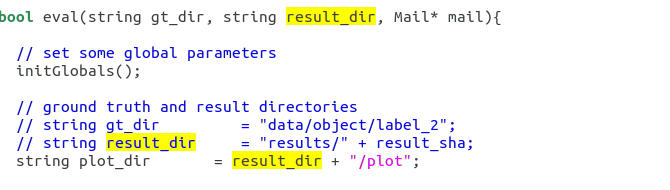 bool eval(string gt_dir, string result_dir, Mail* mail){
// set some global parameters
initGlobals();
// ground truth and result directories
// string gt_dir = "data/object/label_2";
// string result_dir = "results/" + result_sha;
string plot_dir = result_dir + "/plot";